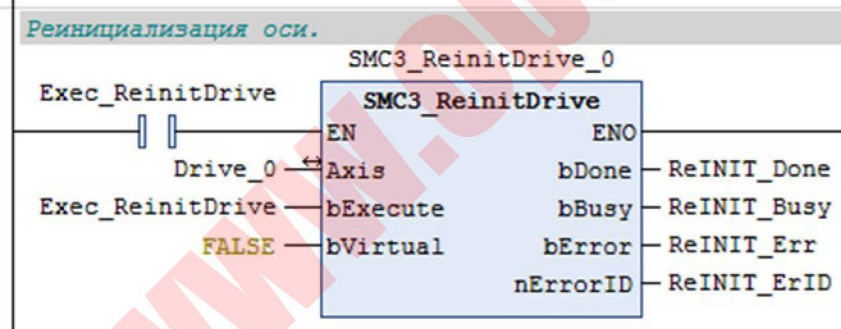 Реинициализация оси.
SMC3_ReinitDrive_0
Exec_ReinitDrive
SMC3_ReinitDrive
EN ENO
Drive_0 Axis bDone ReINIT_Done
Exec_ReinitDrive bExecute bBusy ReINIT_Busy
FALSE bVirtual bError ReINIT_Err
nErrorID ReINIT_ErID